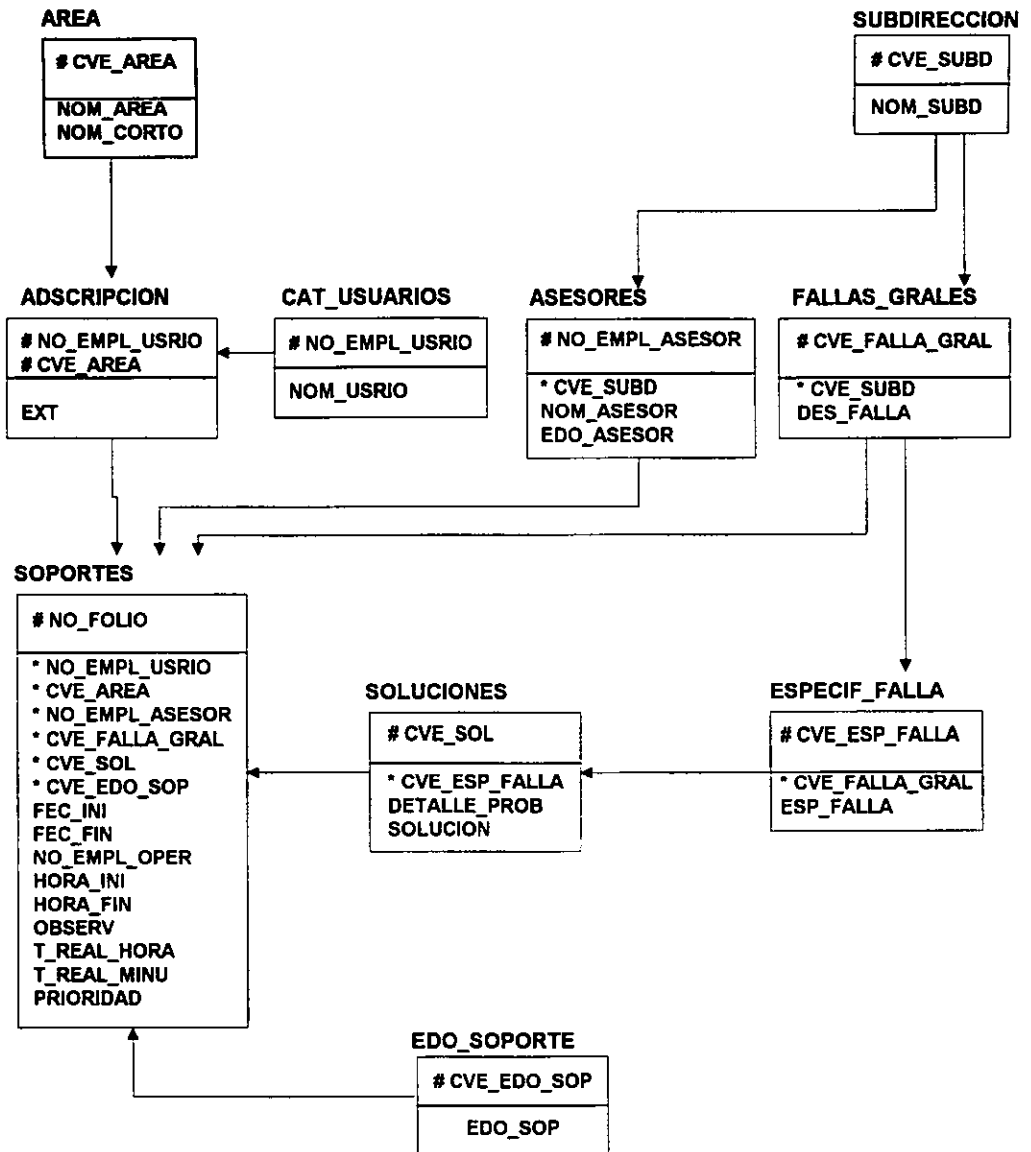 AREA
# CVE_AREA
NOM_AREA
NOM_CORTO
SUBDIRECCION
# CVE_SUBD
NOM_SUBD
ADSCRIPCION
# NO_EMPL_USRIO
# CVE_AREA
EXT
CAT_USUARIOS
# NO_EMPL_USRIO
NOM_USRIO
ASESORES
# NO_EMPL_ASESOR
* CVE_SUBD
NOM_ASESOR
EDO_ASESOR
FALLAS_GRALES
# CVE_FALLA_GRAL
* CVE_SUBD
DES_FALLA
SOPORTES
# NO_FOLIO
* NO_EMPL_USRIO
* CVE_AREA
* NO_EMPL_ASESOR
* CVE_FALLA_GRAL
* CVE_SOL
* CVE_EDO_SOP
FEC_INI
FEC_FIN
NO_EMPL_OPER
HORA_INI
HORA_FIN
OBSERV
T_REAL_HORA
T_REAL_MINU
PRIORIDAD
SOLUCIONES
# CVE_SOL
* CVE_ESP_FALLA
DETALLE_PROB
SOLUCION
ESPECIF_FALLA
# CVE_ESP_FALLA
* CVE_FALLA_GRAL
ESP_FALLA
EDO_SOPORTE
# CVE_EDO_SOP
EDO_SOP